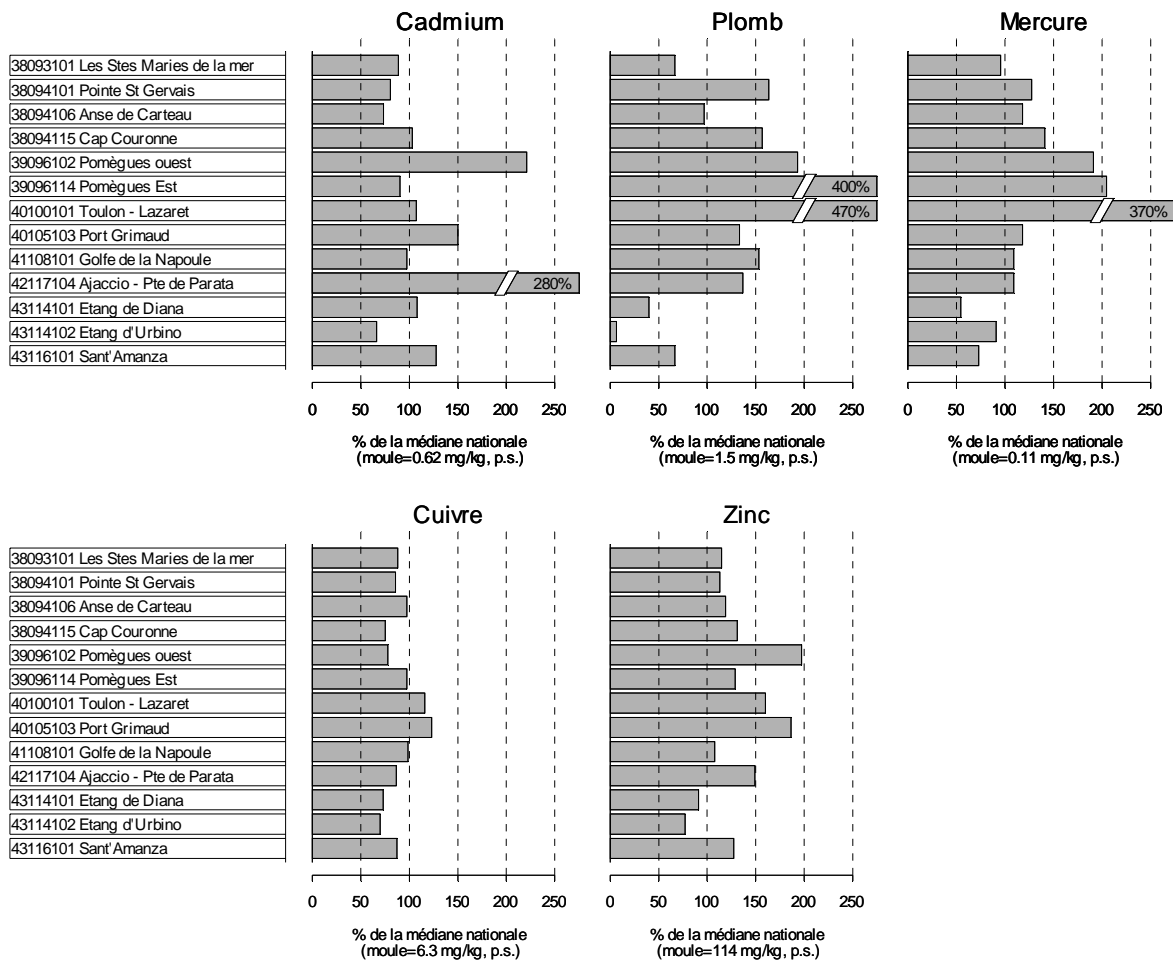 Cadmium
Plomb
Mercure
38093101 Les Stes Maries de la mer
38094101 Pointe St Gervais
38094106 Anse de Carteau
38094115 Cap Couronne
39096102 Pomègues ouest
39096114 Pomègues Est
400%
40100101 Toulon - Lazaret
470%
370%
40105103 Port Grimaud
41108101 Golfe de la Napoule
42117104 Ajaccio - Pte de Parata
280%
43114101 Etang de Diana
43114102 Etang d'Urbino
43116101 Sant'Amanza
0 50 100 150 200 250
0 50 100 150 200 250
0 50 100 150 200 250
% de la médiane nationale
(moule=0.62 mg/kg, p.s.)
% de la médiane nationale
(moule=1.5 mg/kg, p.s.)
% de la médiane nationale
(moule=0.11 mg/kg, p.s.)
Cuivre
Zinc
38093101 Les Stes Maries de la mer
38094101 Pointe St Gervais
38094106 Anse de Carteau
38094115 Cap Couronne
39096102 Pomègues ouest
39096114 Pomègues Est
40100101 Toulon - Lazaret
40105103 Port Grimaud
41108101 Golfe de la Napoule
42117104 Ajaccio - Pte de Parata
43114101 Etang de Diana
43114102 Etang d'Urbino
43116101 Sant'Amanza
0 50 100 150 200 250
0 50 100 150 200 250
% de la médiane nationale
(moule=6.3 mg/kg, p.s.)
% de la médiane nationale
(moule=114 mg/kg, p.s.)